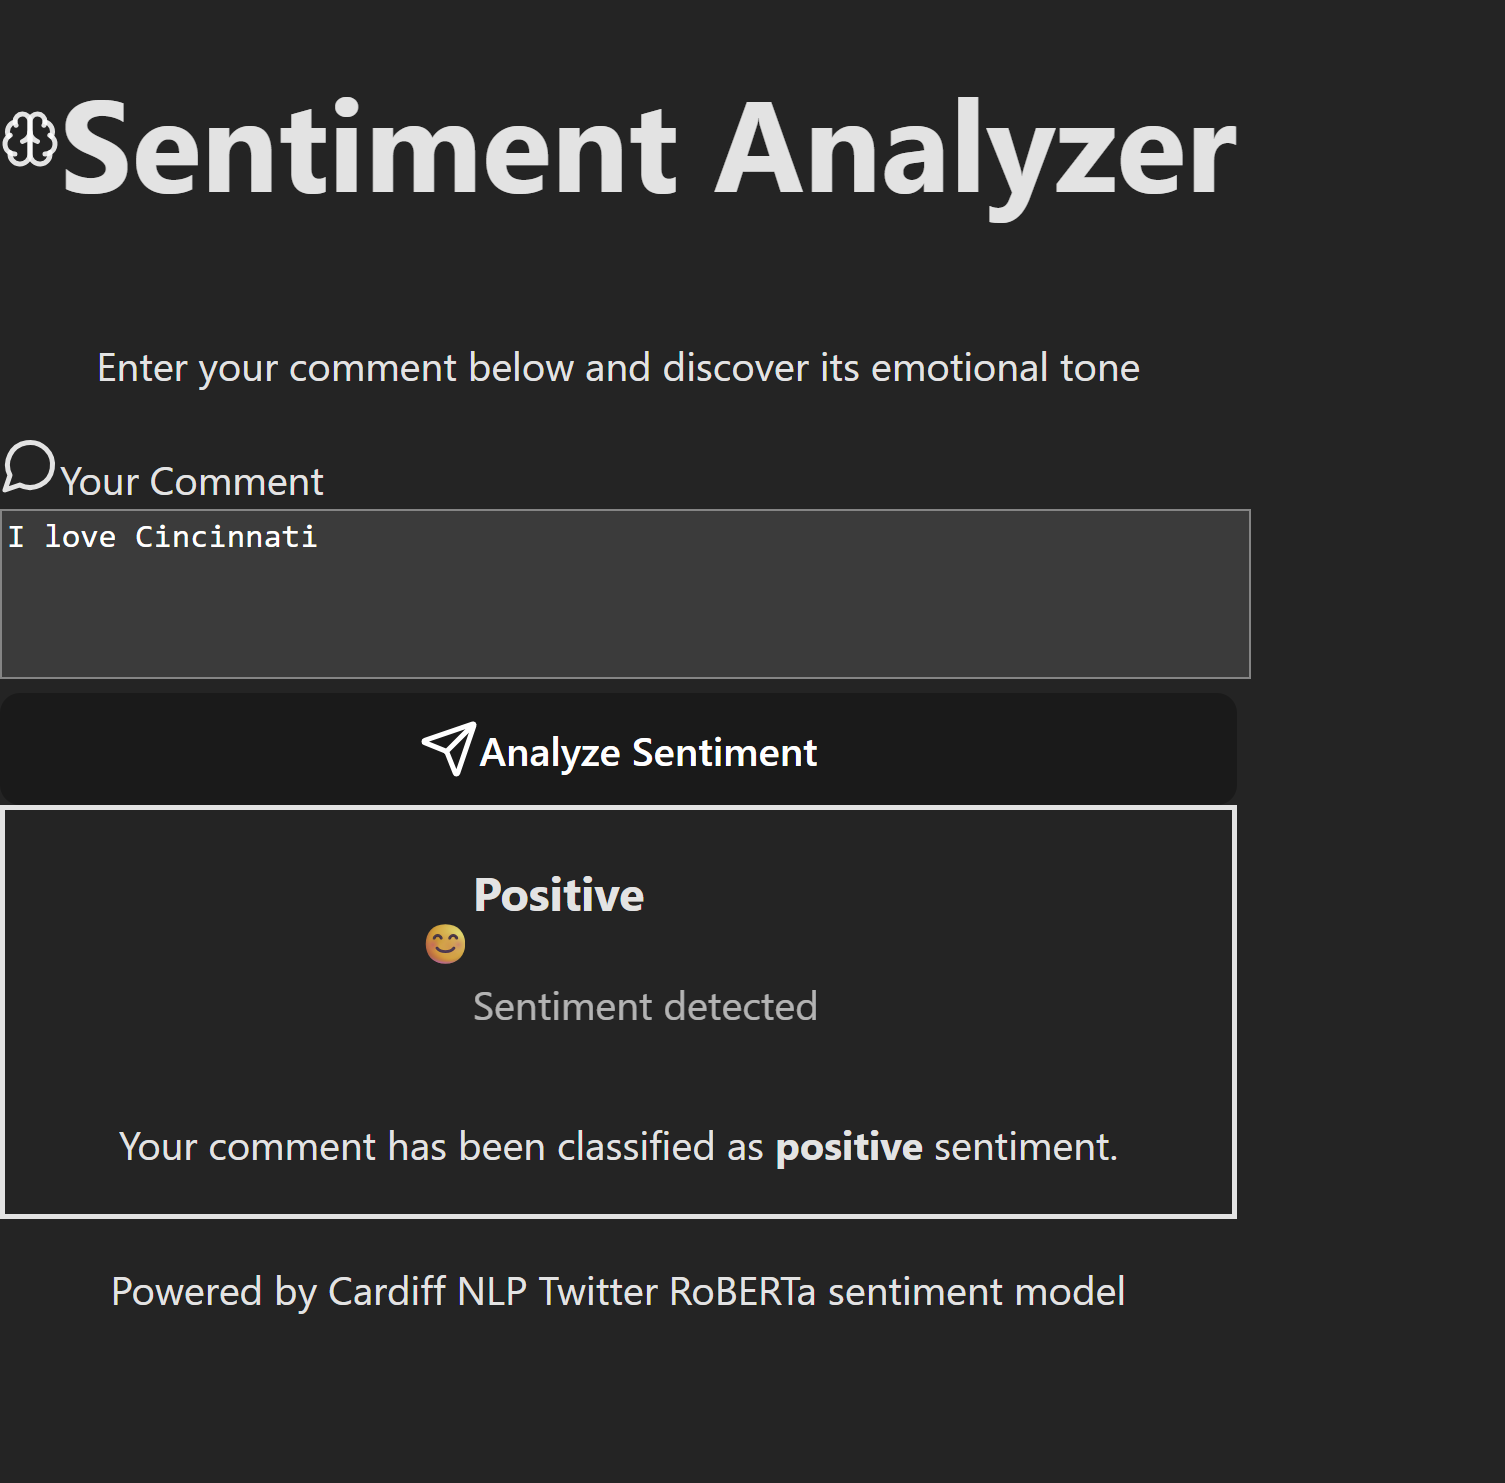 Sentiment Analyzer
Enter your comment below and discover its emotional tone
Your Comment
I love Cincinnati
Analyze Sentiment
Positive
Sentiment detected
Your comment has been classified as positive sentiment.
Powered by Cardiff NLP Twitter RoBERTa sentiment model